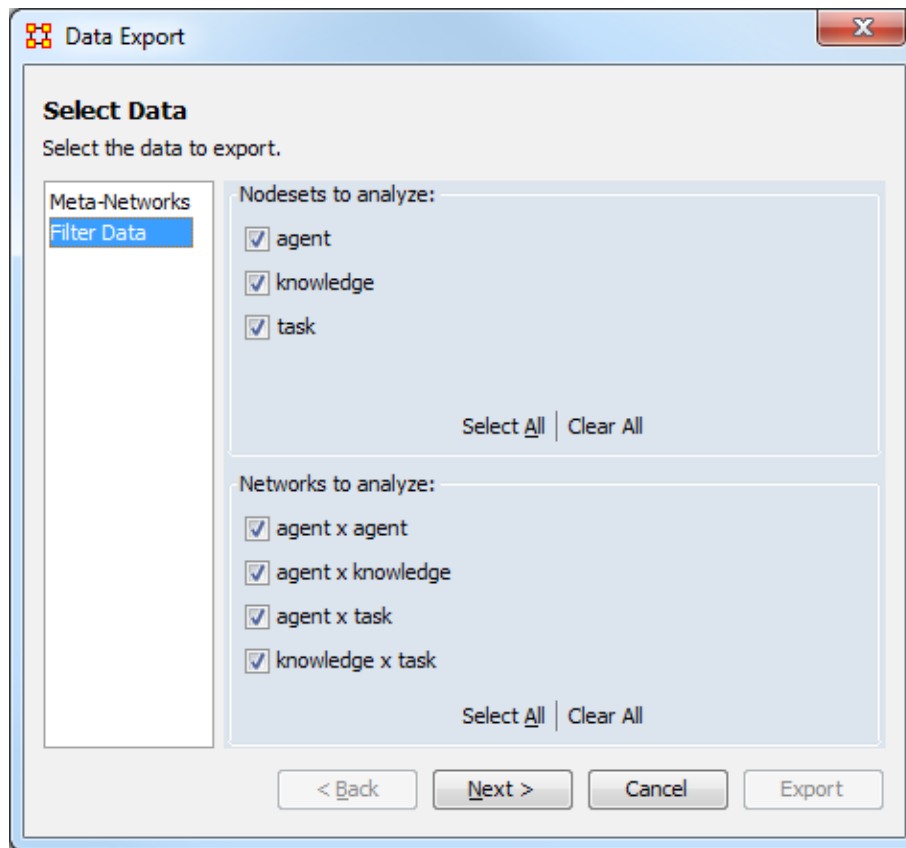 Data Export
Select Data
Select the data to export.
Meta-Networks
Filter Data
Nodesets to analyze:
agent
knowledge
task
Select All
Clear All
Networks to analyze:
agent x agent
agent x knowledge
agent x task
knowledge x task
Select All
Clear All
< Back
Next >
Cancel
Export